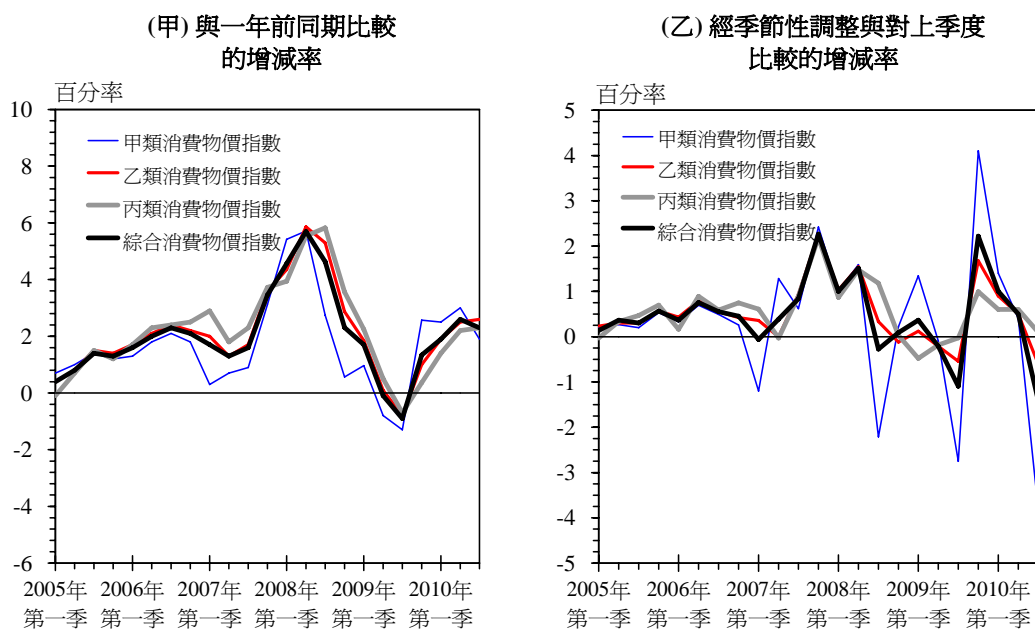 (甲) 與一年前同期比較
的增減率
百分率
10
8
6
4
2
0
-2
-4
-6
甲類消費物價指數
乙類消費物價指數
丙類消費物價指數
綜合消費物價指數
2005年 2006年 2007年 2008年 2009年 2010年
第一季 第一季 第一季 第一季 第一季 第一季
(乙) 經季節性調整與對上季度
比較的增減率
百分率
5
4
3
2
1
0
-1
-2
-3
-4
-5
甲類消費物價指數
乙類消費物價指數
丙類消費物價指數
綜合消費物價指數
2005年 2006年 2007年 2008年 2009年 2010年
第一季 第一季 第一季 第一季 第一季 第一季